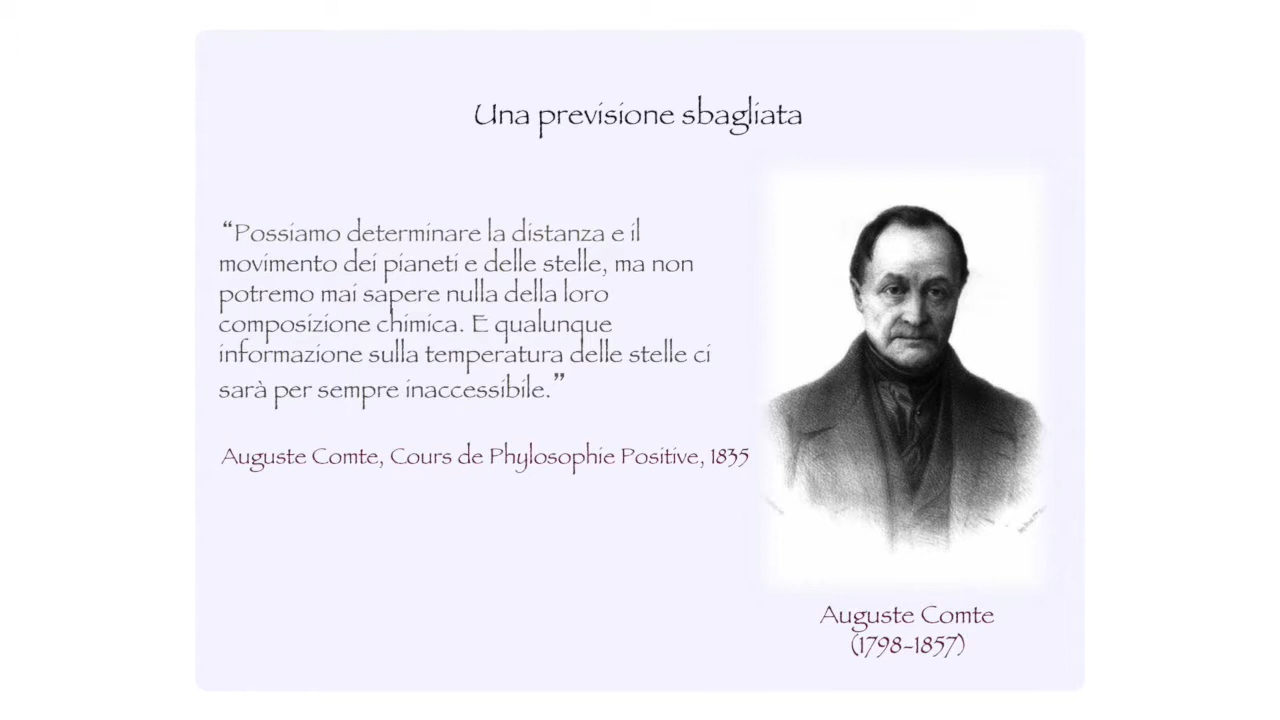 Una previsione sbagliata
“Possiamo determinare la distanza e il
movimento dei pianeti e delle stelle, ma non
potremo mai sapere nulla della loro
composizione chimica. E qualunque
informazione sulla temperatura delle stelle ci
sarà per sempre inaccessibile.”
Auguste Comte, Cours de Phylosophie Positive, 1835
Auguste Comte
(1798-1857)